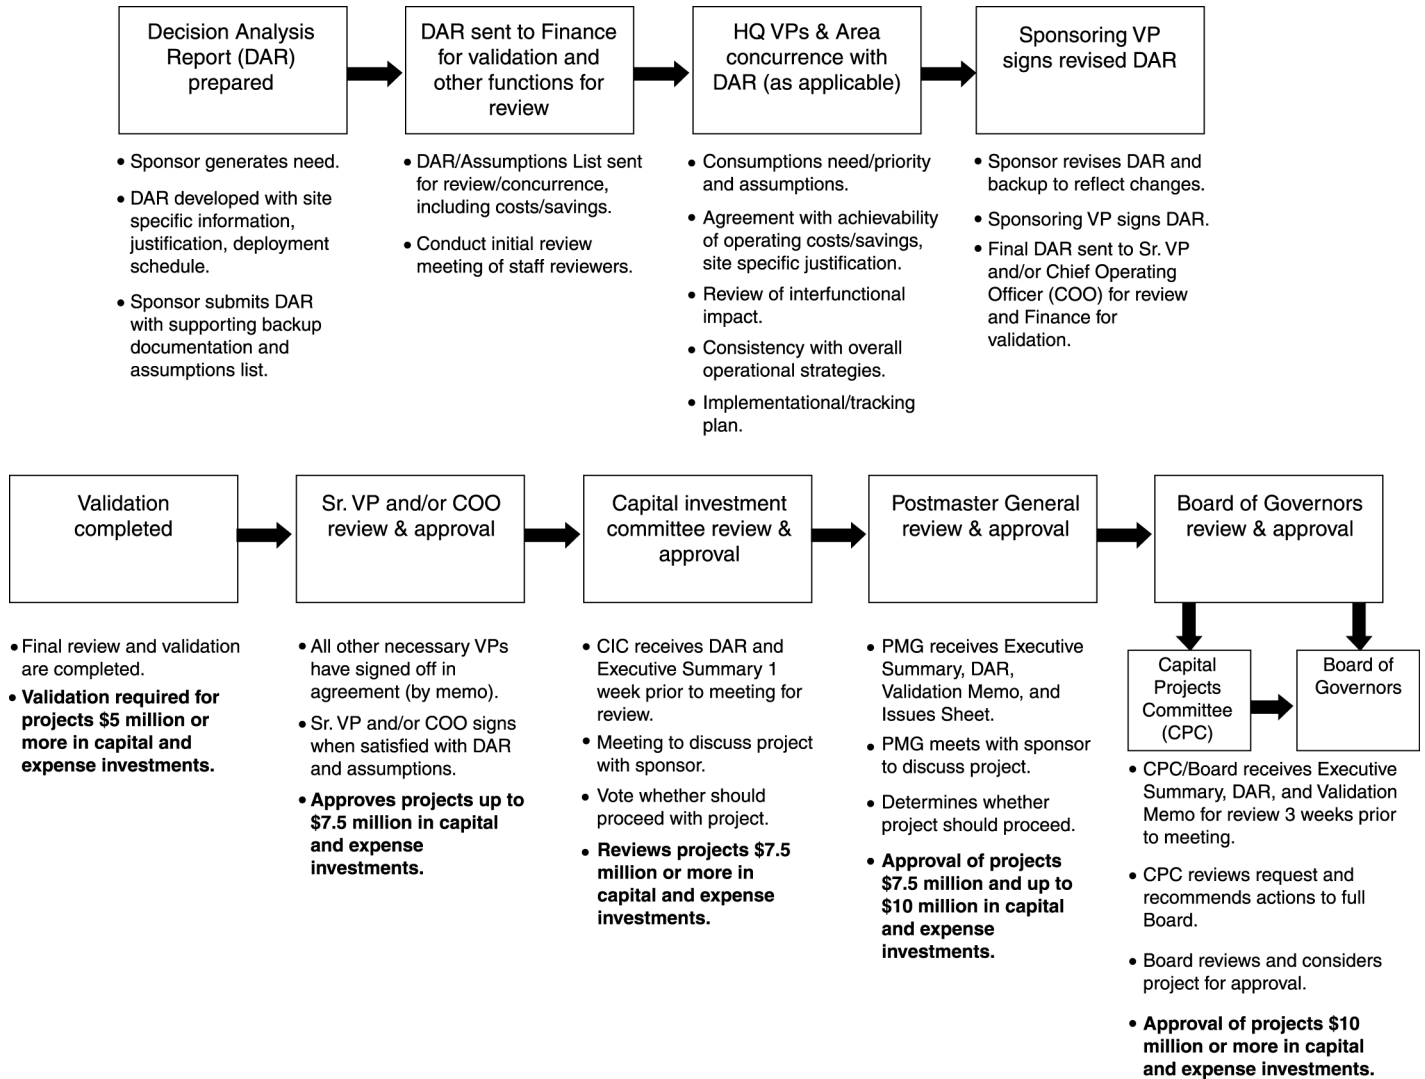 Decision Analysis
Report (DAR)
prepared
DAR sent to Finance
for validation and
other functions for
review
HQ VPs & Area
concurrence with
DAR (as applicable)
Sponsoring VP
signs revised DAR
• Sponsor generates need.
• DAR developed with site
specific information,
justification, deployment
schedule.
• Sponsor submits DAR
with supporting backup
documentation and
assumptions list.
• DAR/Assumptions List sent
for review/concurrence,
including costs/savings.
• Conduct initial review
meeting of staff reviewers.
• Consumptions need/priority
and assumptions.
• Agreement with achievability
of operating costs/savings,
site specific justification.
• Review of interfunctional
impact.
• Consistency with overall
operational strategies.
• Implementational/tracking
plan.
• Sponsor revises DAR and
backup to reflect changes.
• Sponsoring VP signs DAR.
• Final DAR sent to Sr. VP
and/or Chief Operating
Officer (COO) for review
and Finance for
validation.
Validation
completed
Sr. VP and/or COO
review & approval
Capital investment
committee review &
approval
Postmaster General
review & approval
Board of Governors
review & approval
• Final review and validation
are completed.
• Validation required for
projects $5 million or
more in capital and
expense investments.
• All other necessary VPs
have signed off in
agreement (by memo).
• Sr. VP and/or COO signs
when satisfied with DAR
and assumptions.
• Approves projects up to
$7.5 million in capital
and expense
investments.
• CIC receives DAR and
Executive Summary 1
week prior to meeting for
review.
• Meeting to discuss project
with sponsor.
• Vote whether should
proceed with project.
• Reviews projects $7.5
million or more in
capital and expense
investments.
• PMG receives Executive
Summary, DAR,
Validation Memo, and
Issues Sheet.
• PMG meets with sponsor
to discuss project.
• Determines whether
project should proceed.
• Approval of projects
$7.5 million and up to
$10 million in capital
and expense
investments.
Capital
Projects
Committee
(CPC)
Board of
Governors
• CPC/Board receives Executive
Summary, DAR, and Validation
Memo for review 3 weeks prior
to meeting.
• CPC reviews request and
recommends actions to full
Board.
• Board reviews and considers
project for approval.
• Approval of projects $10
million or more in capital
and expense investments.